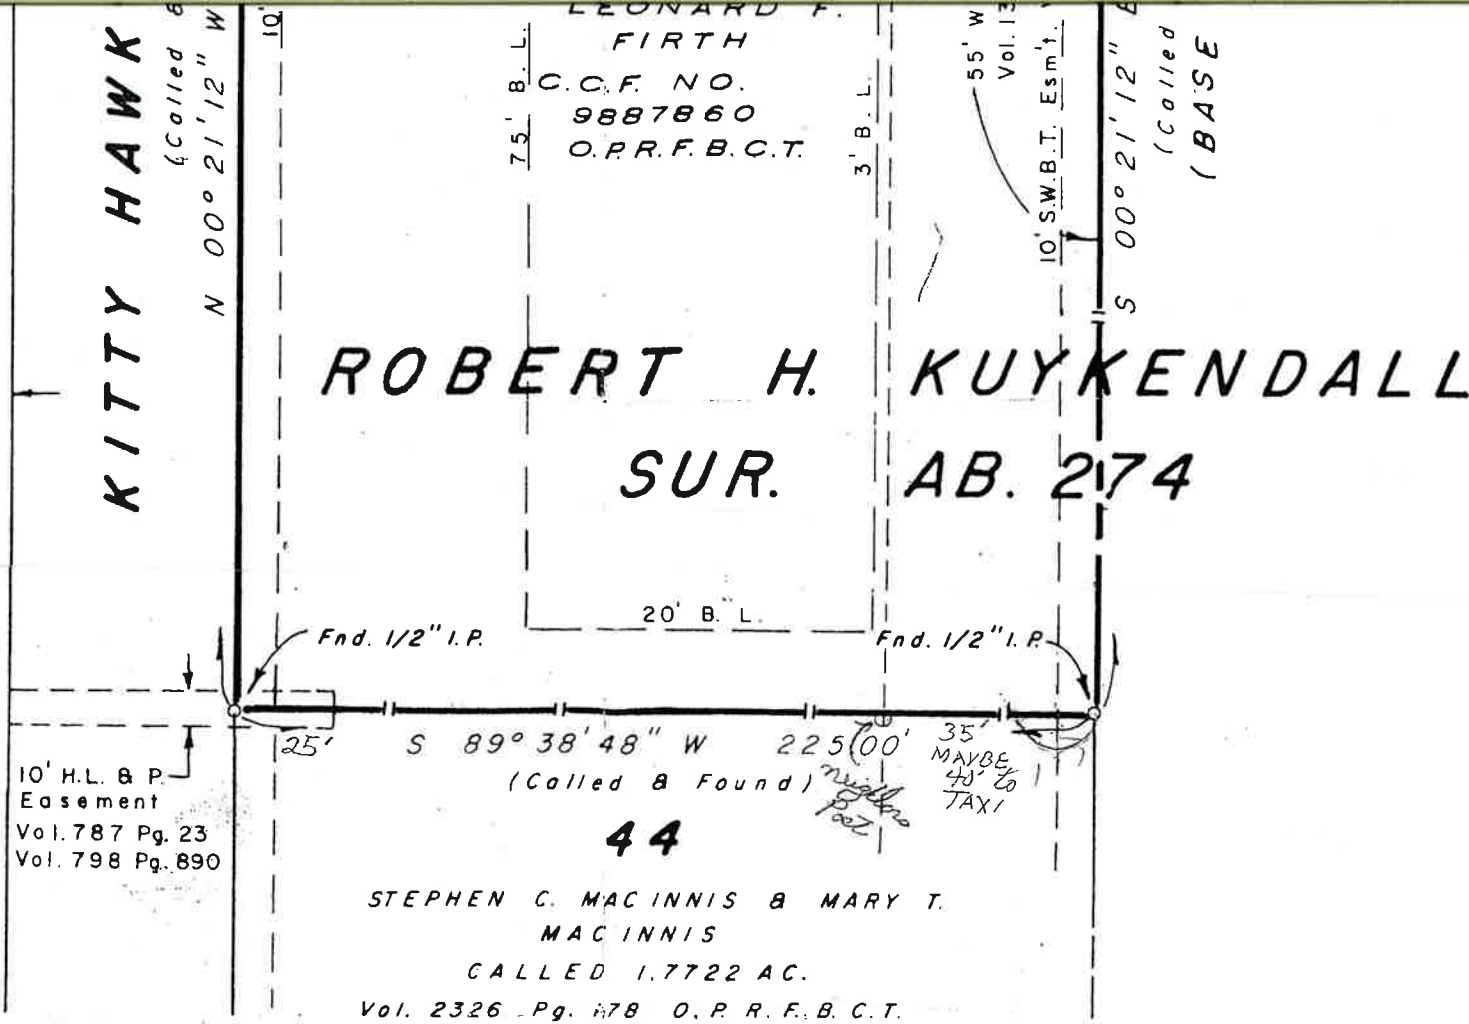 KITTY HAWK
(Called &
N 00° 21' 12" W
10'
LEONARD F.
FIRTH
C.C.F. NO.
9887860
O.P.R.F.B.C.T.
75' B.L.
3' B.L.
55' W
Vol. 13
10' S.W.B.T. Esm't.
S 00° 21' 12" E
(Called
(BASE
ROBERT H. KUYKENDALL
SUR. AB. 274
20' B.L.
Fnd. 1/2" I.P.
Fnd. 1/2" I.P.
25'
S 89° 38' 48" W 225.00'
(Called & Found)
neighbors
Post
35'
MAYBE
40' to
TAXI
10' H.L. & P.
Easement
Vol. 787 Pg. 23
Vol. 798 Pg. 890
44
STEPHEN C. MAC INNIS & MARY T.
MAC INNIS
CALLED 1.7722 AC.
Vol. 2326 Pg. O.P.R.F.B.C.T.